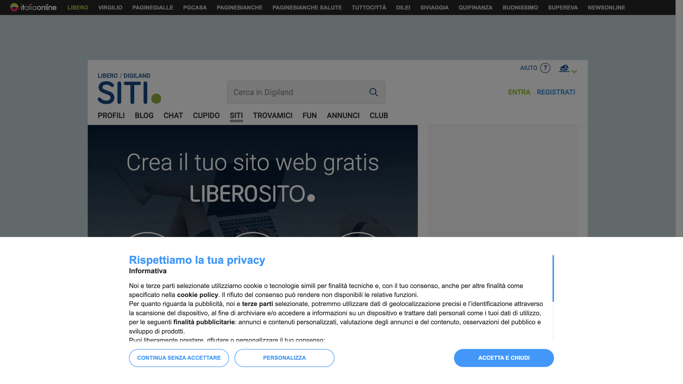 italiaonline LIBERO VIRGILIO PAGINEGIALLE PGCASA PAGINEBIANCHE PAGINEBIANCHE SALUTE TUTTOCITTÀ DILEI SIVIAGGIA QUIFINANZA BUONISSIMO SUPEREVA NEWSONLINE
AIUTO ?
LIBERO / DIGILAND
SITI.
Cerca in Digiland
ENTRA REGISTRATI
PROFILI BLOG CHAT CUPIDO SITI TROVAMICI FUN ANNUNCI CLUB
Crea il tuo sito web gratis
LIBEROSITO.
Rispettiamo la tua privacy
Informativa
Noi e terze parti selezionate utilizziamo cookie o tecnologie simili per finalità tecniche e, con il tuo consenso, anche per altre finalità come
specificato nella cookie policy. Il rifiuto del consenso può rendere non disponibili le relative funzioni.
Per quanto riguarda la pubblicità, noi e terze parti selezionate, potremmo utilizzare dati di geolocalizzazione precisi e l'identificazione attraverso
la scansione del dispositivo, al fine di archiviare e/o accedere a informazioni su un dispositivo e trattare dati personali come i tuoi dati di utilizzo,
per le seguenti finalità pubblicitarie: annunci e contenuti personalizzati, valutazione degli annunci e del contenuto, osservazioni del pubblico e
sviluppo di prodotti.
Puoi liberamente prestare, rifiutare o personalizzare il tuo consenso:
CONTINUA SENZA ACCETTARE PERSONALIZZA ACCETTA E CHIUDI